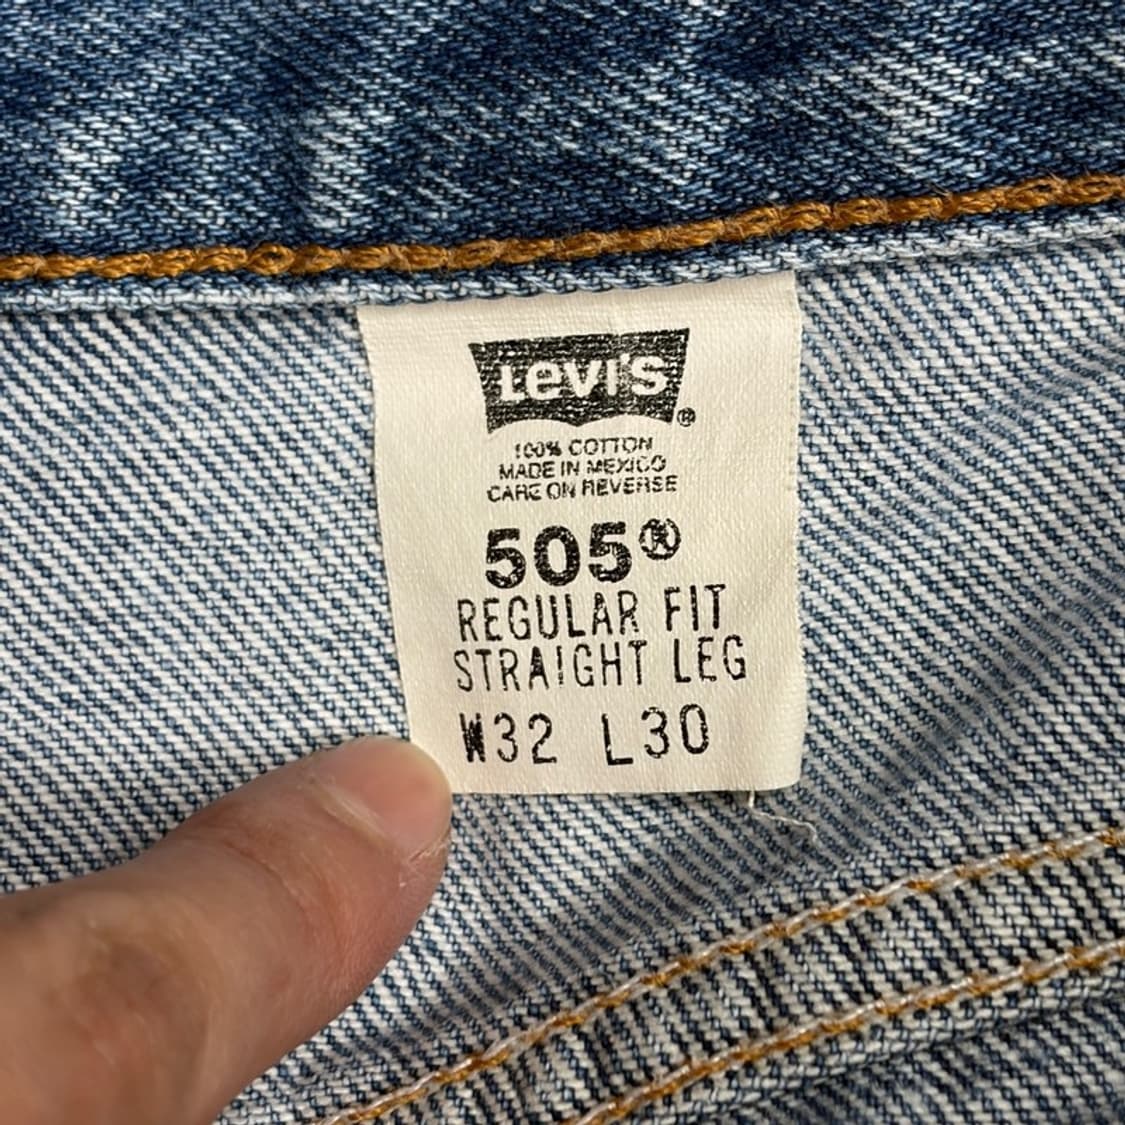 Levi's®
100% COTTON
MADE IN MEXICO
CARE ON REVERSE
505®
REGULAR FIT
STRAIGHT LEG
W32 L30